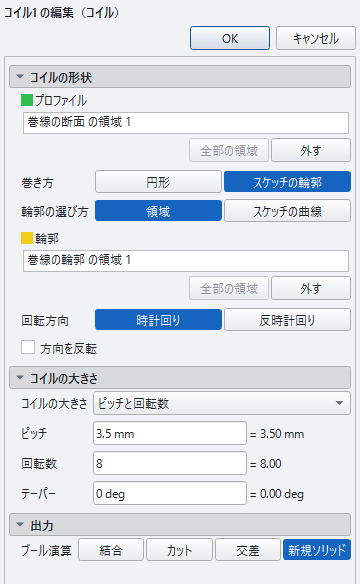 コイル1 の編集（コイル）
OK キャンセル
コイルの形状
プロファイル
巻線の断面 の領域 1
全部の領域 外す
巻き方 円形 スケッチの輪郭
輪郭の選び方 領域 スケッチの曲線
輪郭
巻線の輪郭 の領域 1
全部の領域 外す
回転方向 時計回り 反時計回り
方向を反転
コイルの大きさ
コイルの大きさ ピッチと回転数
ピッチ 3.5 mm = 3.50 mm
回転数 8 = 8.00
テーパー 0 deg = 0.00 deg
出力
ブール演算 結合 カット 交差 新規ソリッド